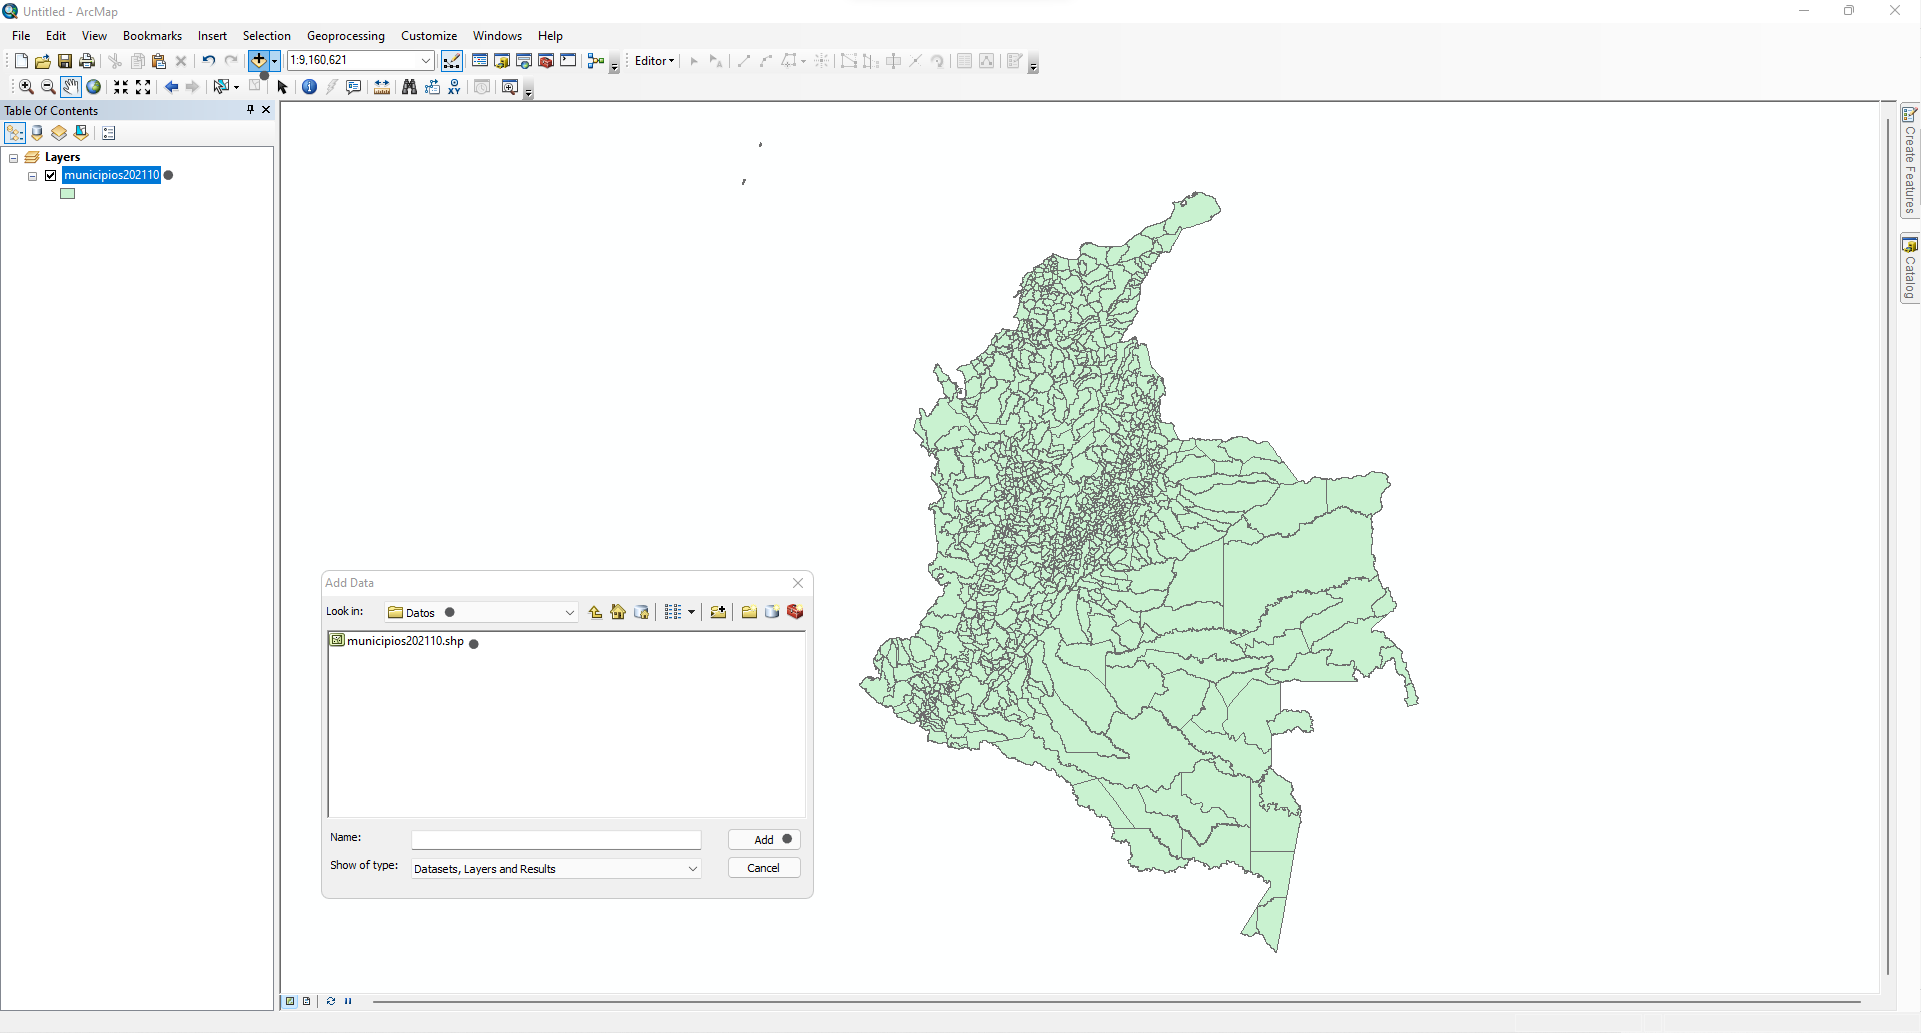 Untitled - ArcMap
File Edit View Bookmarks Insert Selection Geoprocessing Customize Windows Help
1:9,160,621
Editor
Table Of Contents
Layers
municipios202110
Create Features
Catalog
Add Data
Look in: Datos
municipios202110.shp
Name:
Add
Show of type: Datasets, Layers and Results
Cancel